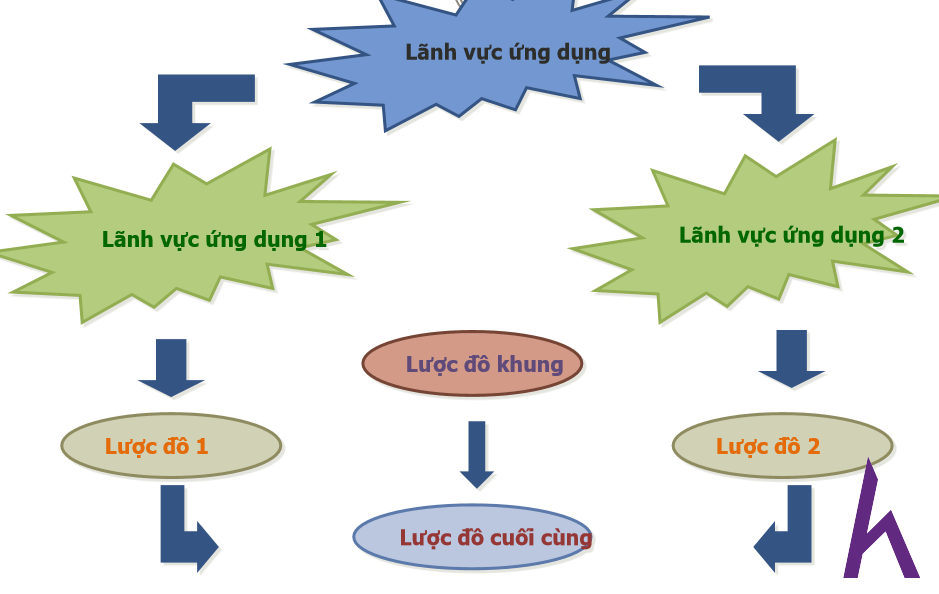 Lãnh vực ứng dụng
Lãnh vực ứng dụng 1
Lãnh vực ứng dụng 2
Lược đồ khung
Lược đồ 1
Lược đồ 2
Lược đồ cuối cùng